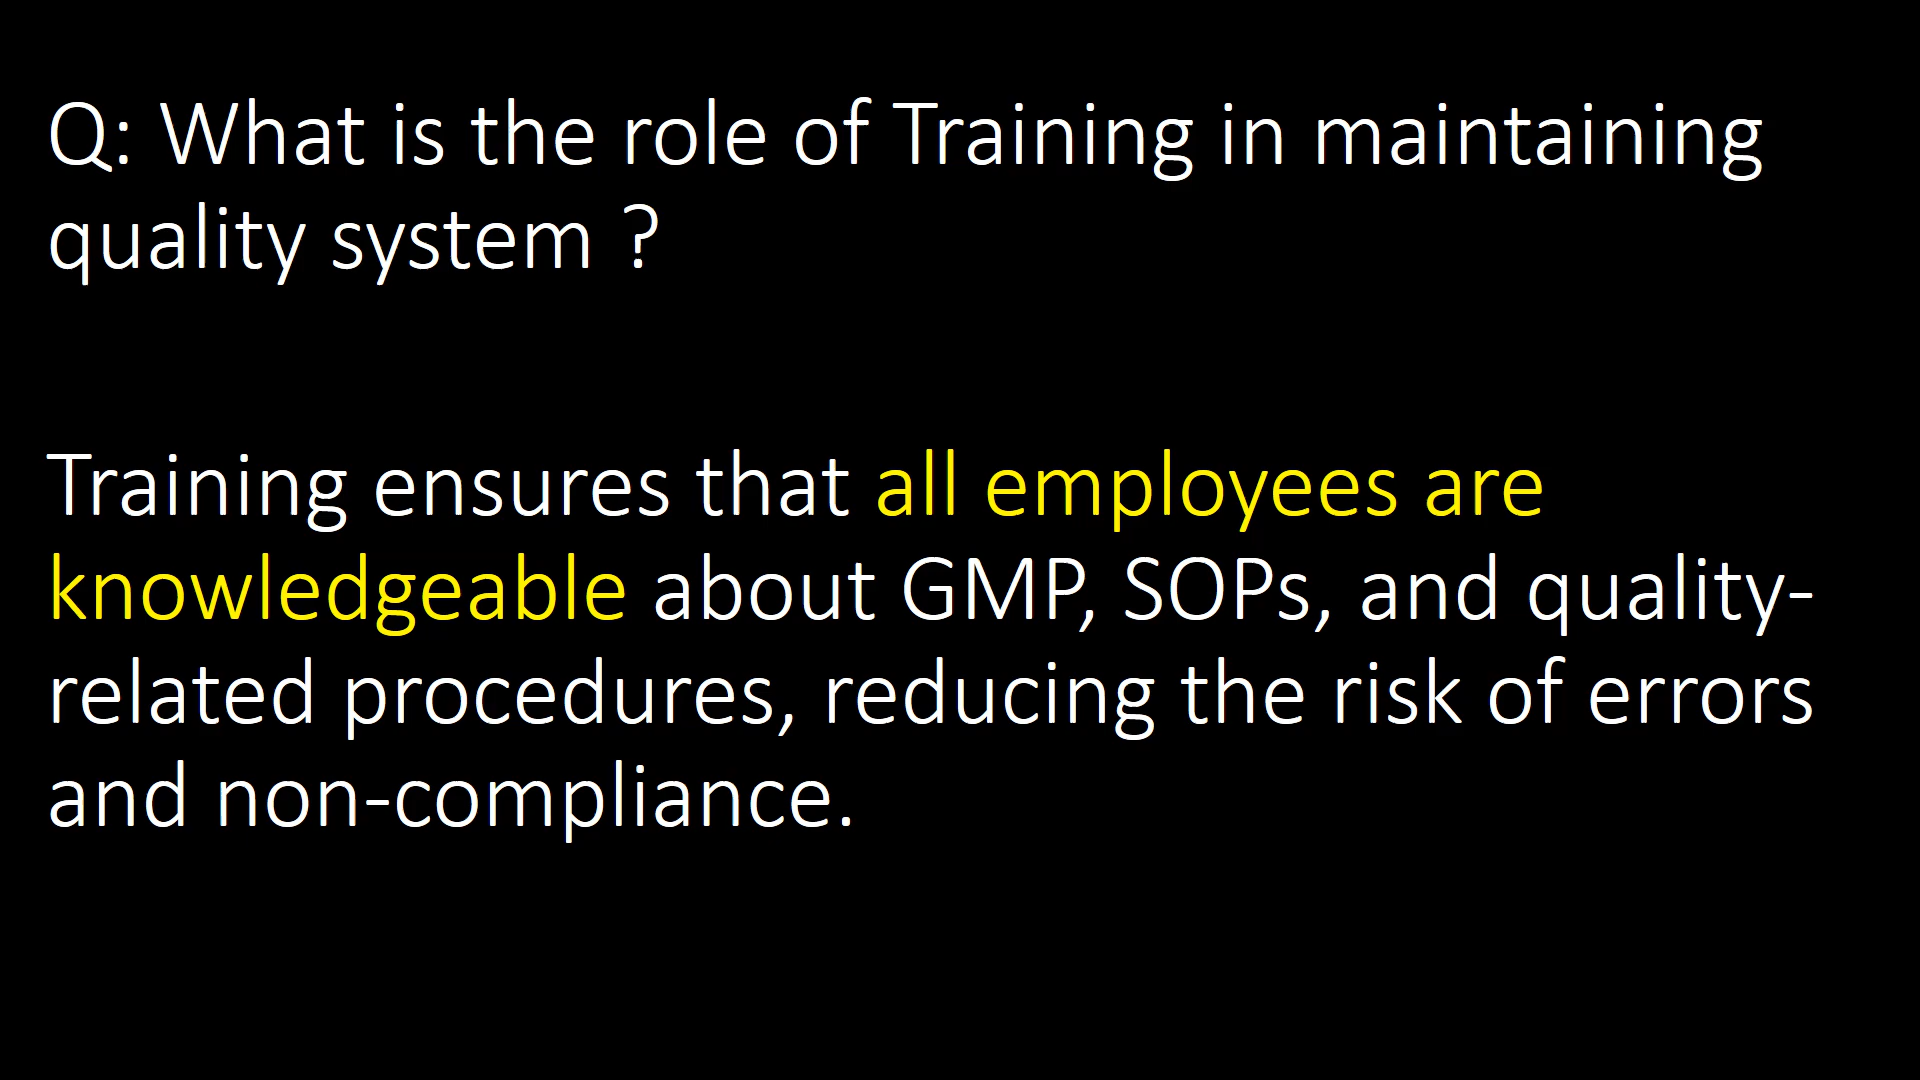 Q: What is the role of Training in maintaining
quality system ?
Training ensures that all employees are
knowledgeable about GMP, SOPs, and quality-
related procedures, reducing the risk of errors
and non-compliance.